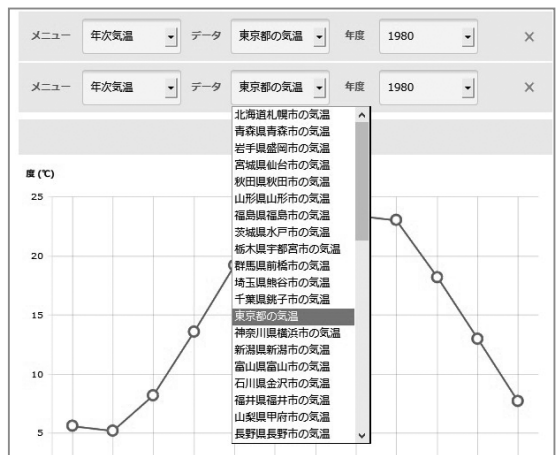 メニュー 年次気温 データ 東京都の気温 年度 1980 ×
メニュー 年次気温 データ 東京都の気温 年度 1980 ×
北海道札幌市の気温
青森県青森市の気温
岩手県盛岡市の気温
宮城県仙台市の気温
秋田県秋田市の気温
山形県山形市の気温
福島県福島市の気温
茨城県水戸市の気温
栃木県宇都宮市の気温
群馬県前橋市の気温
埼玉県熊谷市の気温
千葉県銚子市の気温
東京都の気温
神奈川県横浜市の気温
新潟県新潟市の気温
富山県富山市の気温
石川県金沢市の気温
福井県福井市の気温
山梨県甲府市の気温
長野県長野市の気温
度 (℃)
25
20
15
10
5